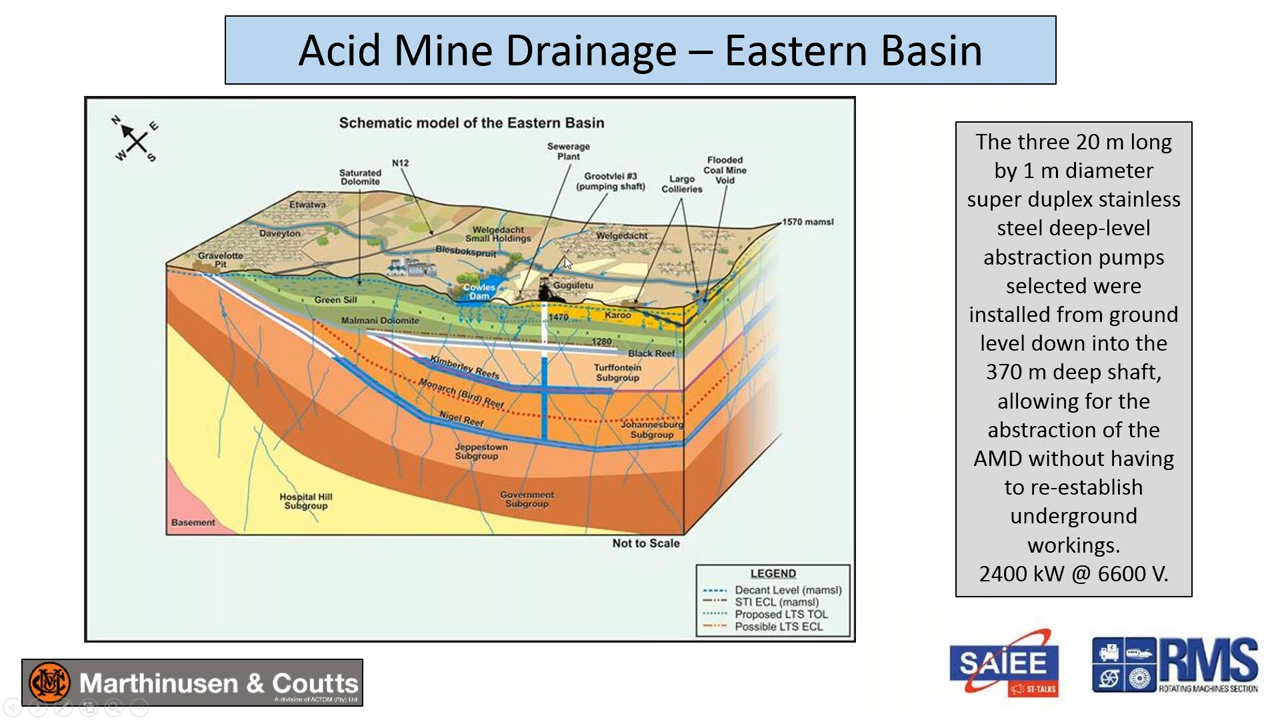 Acid Mine Drainage – Eastern Basin
Schematic model of the Eastern Basin
N
E
W
S
Sewerage
Plant
Flooded
Coal Mine
Void
N12
Saturated
Dolomite
Grootvlei #3
(pumping shaft)
Largo
Collieries
Etwatwa
1570 mamsl
Daveyton
Welgedacht
Small Holdings
Welgedacht
Blesbokspruit
Gravelotte
Pit
Cowles
Dam
Guguletu
Green Sill
Malmani Dolomite
1470
Karoo
1280
Black Reef
Kimberley Reefs
Turffontein
Subgroup
Monarch (Bird) Reef
Nigel Reef
Johannesburg
Subgroup
Jeppestown
Subgroup
Hospital Hill
Subgroup
Government
Subgroup
Basement
Not to Scale
LEGEND
Decant Level (mamsl)
STI ECL (mamsl)
Proposed LTS TOL
Possible LTS ECL
The three 20 m long
by 1 m diameter
super duplex stainless
steel deep-level
abstraction pumps
selected were
installed from ground
level down into the
370 m deep shaft,
allowing for the
abstraction of the
AMD without having
to re-establish
underground
workings.
2400 kW @ 6600 V.
Marthinusen & Coutts
A division of ACTOM (Pty) Ltd
SAIEE
ST-TALKS
RMS
ROTATING MACHINES SECTION